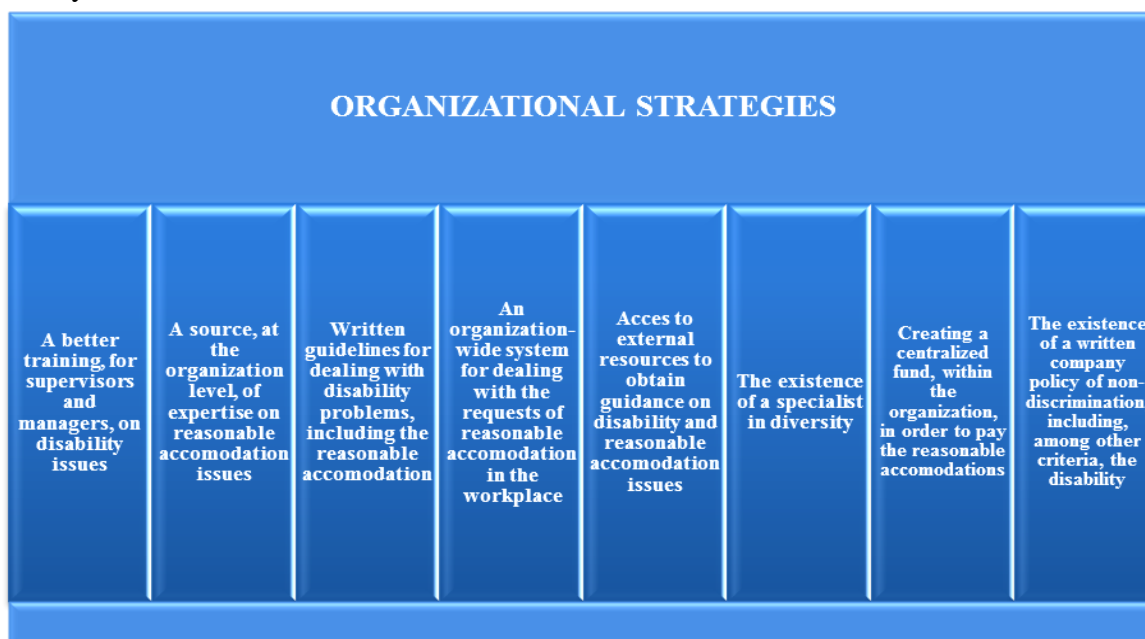 ORGANIZATIONAL STRATEGIES
A better
training, for
supervisors
and
managers, on
disability
issues
A source, at
the
organization
level, of
expertise on
reasonable
accomodation
issues
Written
guidelines for
dealing with
disability
problems,
including the
reasonable
accomodation
An
organization-
wide system
for dealing
with the
requests of
reasonable
accomodation
in the
workplace
Acces to
external
resources to
obtain
guidance on
disability and
reasonable
accomodation
issues
The existence
of a specialist
in diversity
Creating a
centralized
fund, within
the
organization,
in order to pay
the reasonable
accomodations
The existence
of a written
company
policy of non-
discrimination
including,
among other
criteria, the
disability